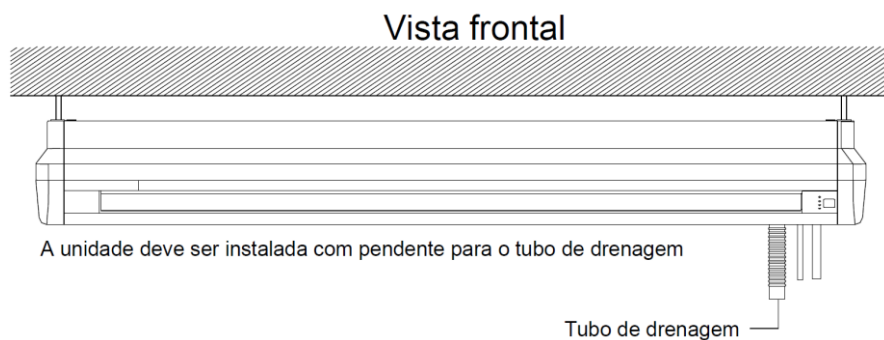 Vista frontal
A unidade deve ser instalada com pendente para o tubo de drenagem
Tubo de drenagem